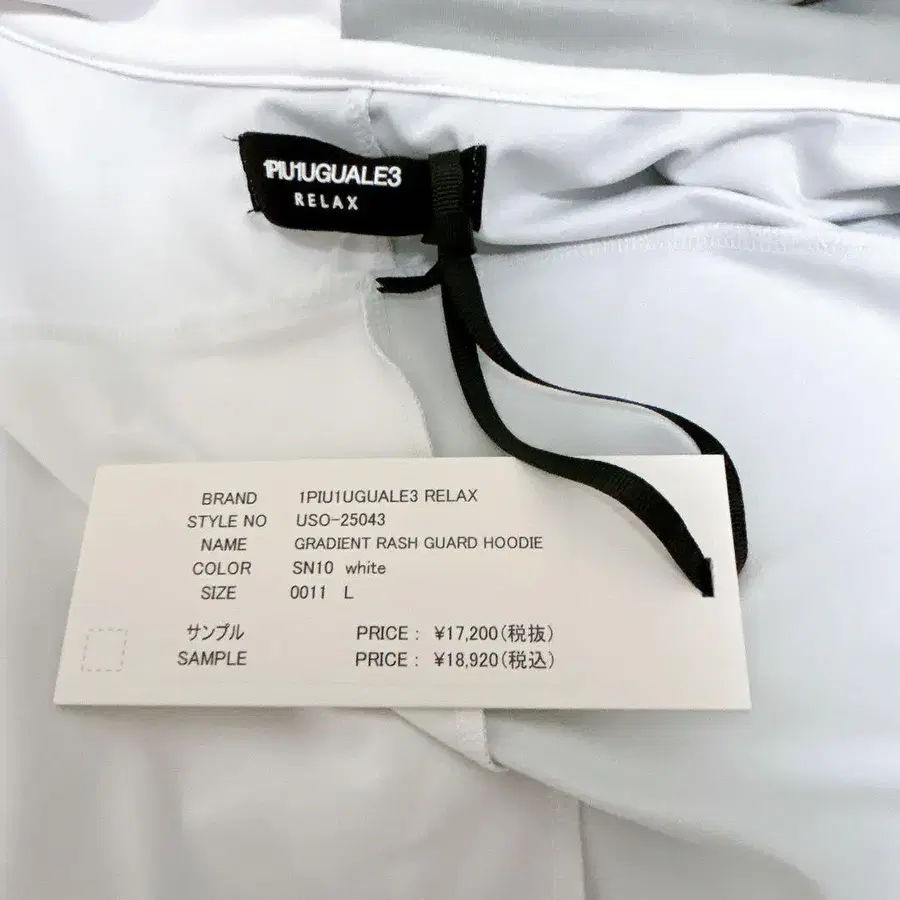 1PIU1UGUALE3
RELAX
BRAND 1PIU1UGUALE3 RELAX
STYLE NO USO-25043
NAME GRADIENT RASH GUARD HOODIE
COLOR SN10 white
SIZE 0011 L
サンプル PRICE : ¥17,200(税抜)
SAMPLE PRICE : ¥18,920(税込)